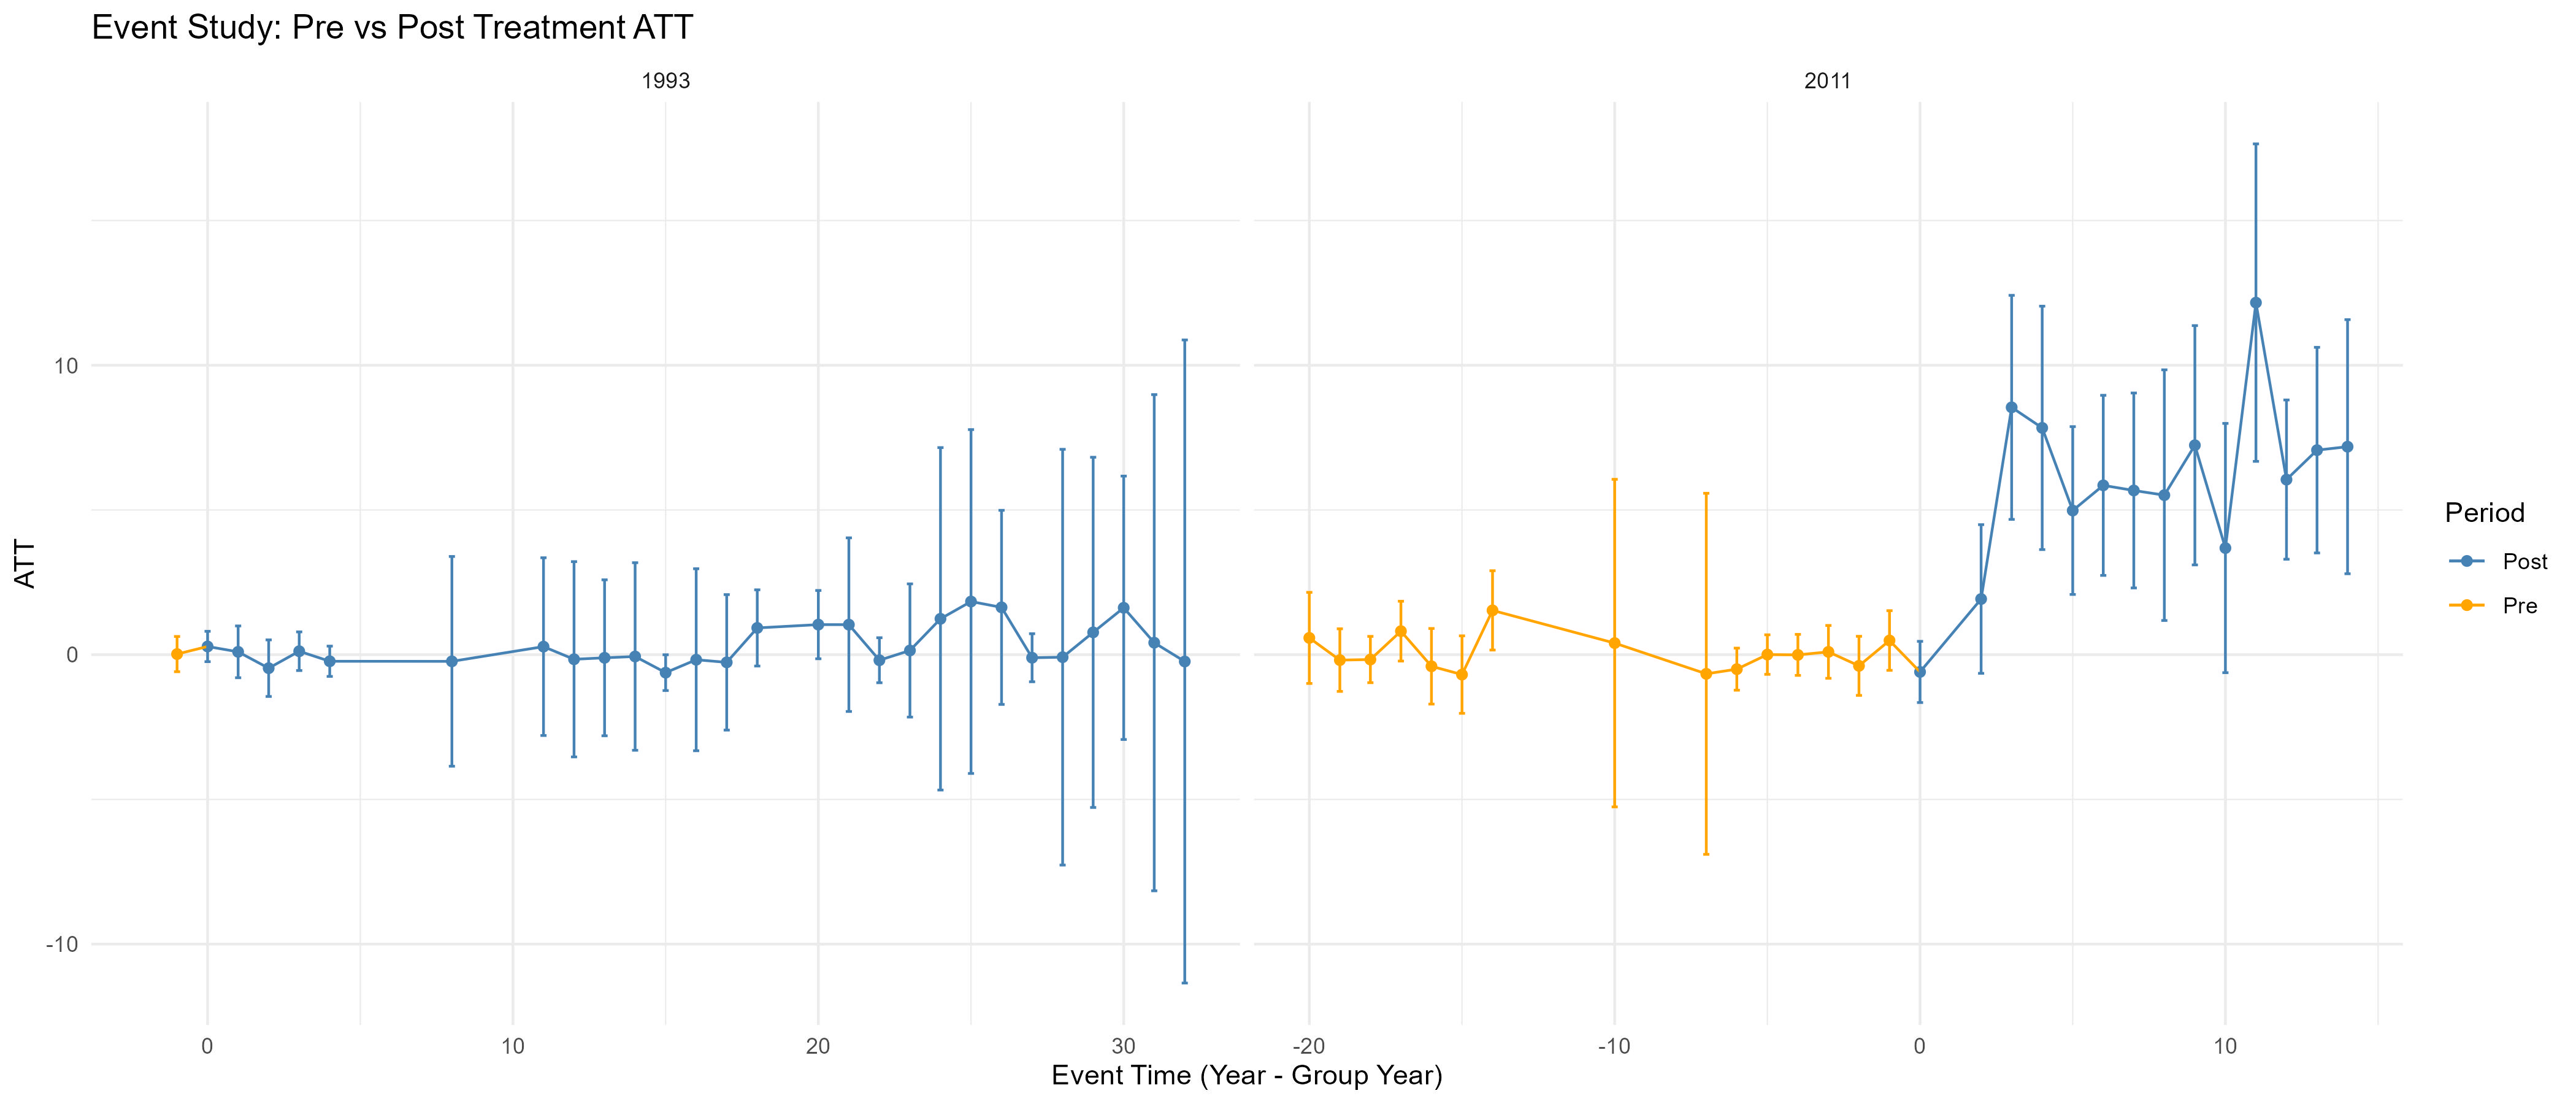 Event Study: Pre vs Post Treatment ATT
1993
2011
ATT
10
0
-10
0
10
20
30
-20
-10
0
10
Event Time (Year - Group Year)
Period
Post
Pre